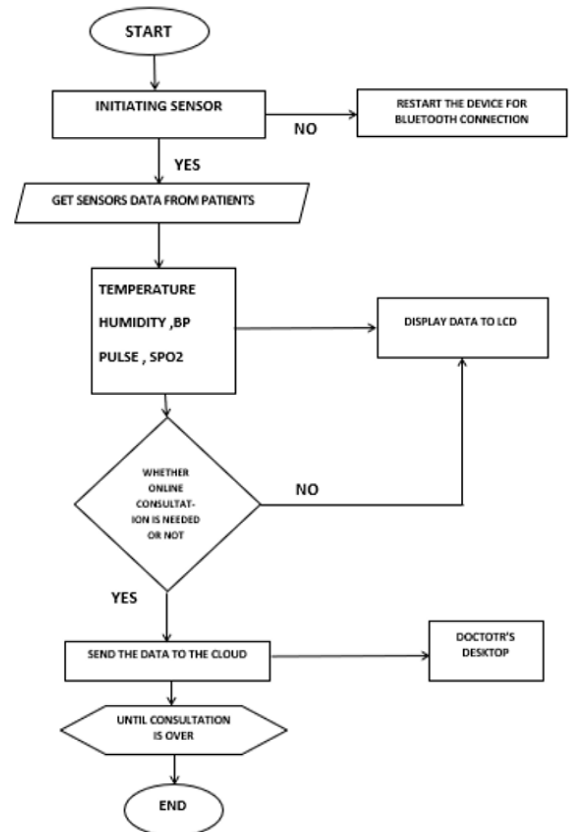 START
INITIATING SENSOR
NO
RESTART THE DEVICE FOR
BLUETOOTH CONNECTION
YES
GET SENSORS DATA FROM PATIENTS
TEMPERATURE
HUMIDITY ,BP
PULSE , SPO2
DISPLAY DATA TO LCD
WHETHER
ONLINE
CONSULTAT-
ION IS NEEDED
OR NOT
NO
YES
SEND THE DATA TO THE CLOUD
DOCTOTR'S
DESKTOP
UNTIL CONSULTATION
IS OVER
END